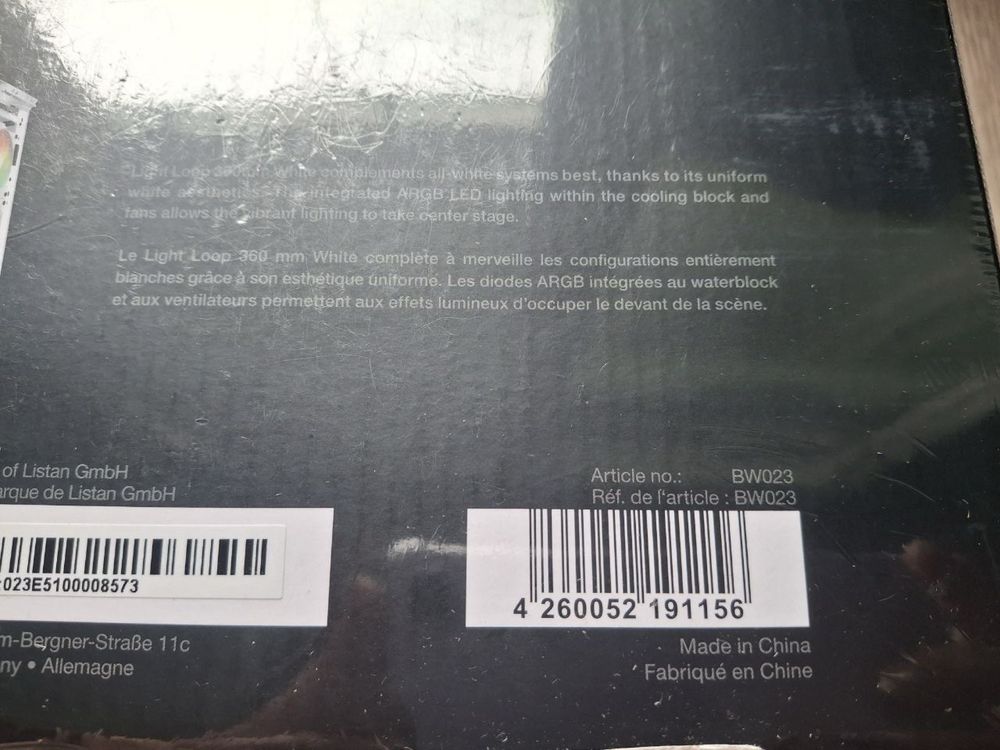 Light Loop 360mm White complements all-white systems best, thanks to its uniform
white aesthetics. The integrated ARGB LED lighting within the cooling block and
fans allows the vibrant lighting to take center stage.
Le Light Loop 360 mm White complète à merveille les configurations entièrement
blanches grâce à son esthétique uniforme. Les diodes ARGB intégrées au waterblock
et aux ventilateurs permettent aux effets lumineux d'occuper le devant de la scène.
of Listan GmbH
arque de Listan GmbH
Article no.: BW023
Réf. de l'article : BW023
023E5100008573
4 260052 191156
m-Bergner-Straße 11c
ny • Allemagne
Made in China
Fabriqué en Chine